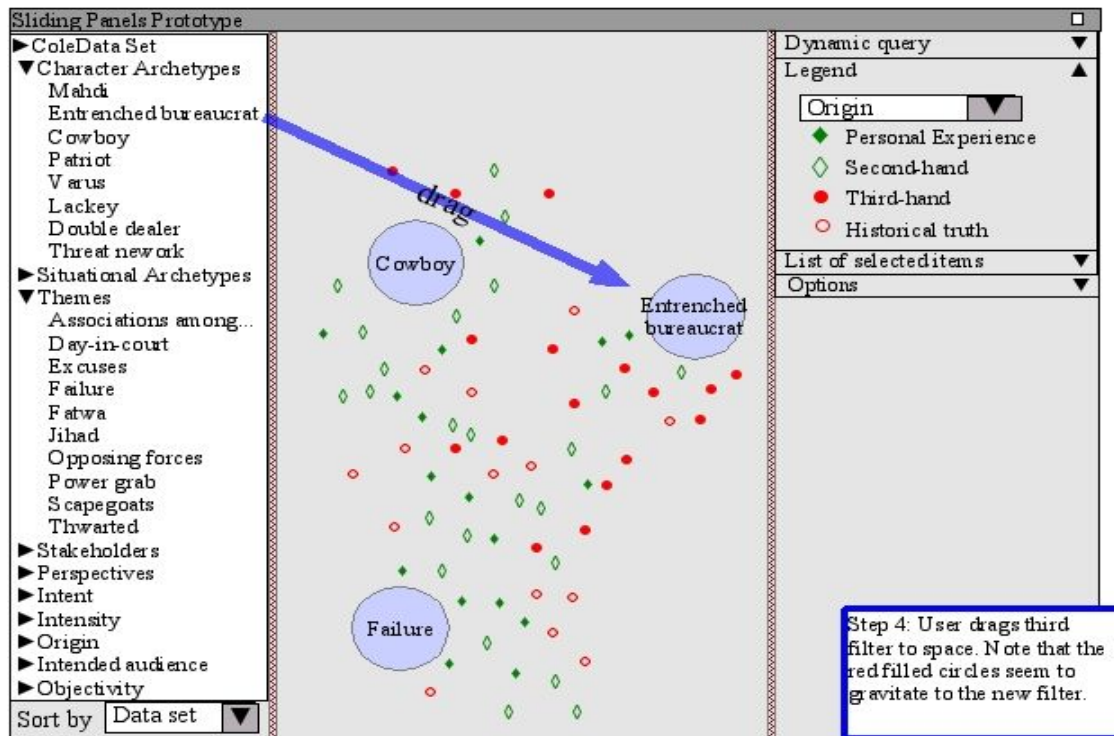 Sliding Panels Prototype
ColeData Set
Character Archetypes
Mahdi
Entrenched bureaucrat
Cowboy
Patriot
Varus
Lackey
Double dealer
Threat nework
Situational Archetypes
Themes
Associations among...
Day-in-court
Excuses
Failure
Fatwa
Jihad
Opposing forces
Power grab
Scapegoats
Thwarted
Stakeholders
Perspectives
Intent
Intensity
Origin
Intended audience
Objectivity
Sort by
Data set
drag
Cowboy
Entrenched
bureaucrat
Failure
Dynamic query
Legend
Origin
Personal Experience
Second-hand
Third-hand
Historical truth
List of selected items
Options
Step 4: User drags third
filter to space. Note that the
red filled circles seem to
gravitate to the new filter.